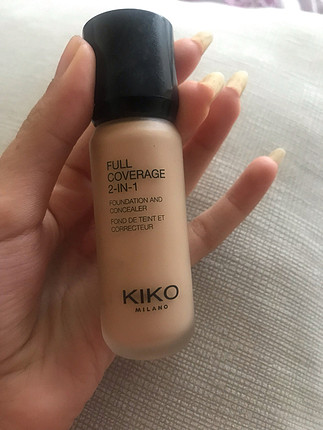 FULL
COVERAGE
2-IN-1
FOUNDATION AND
CONCEALER
FOND DE TEINT ET
CORRECTEUR
KIKO
MILANO